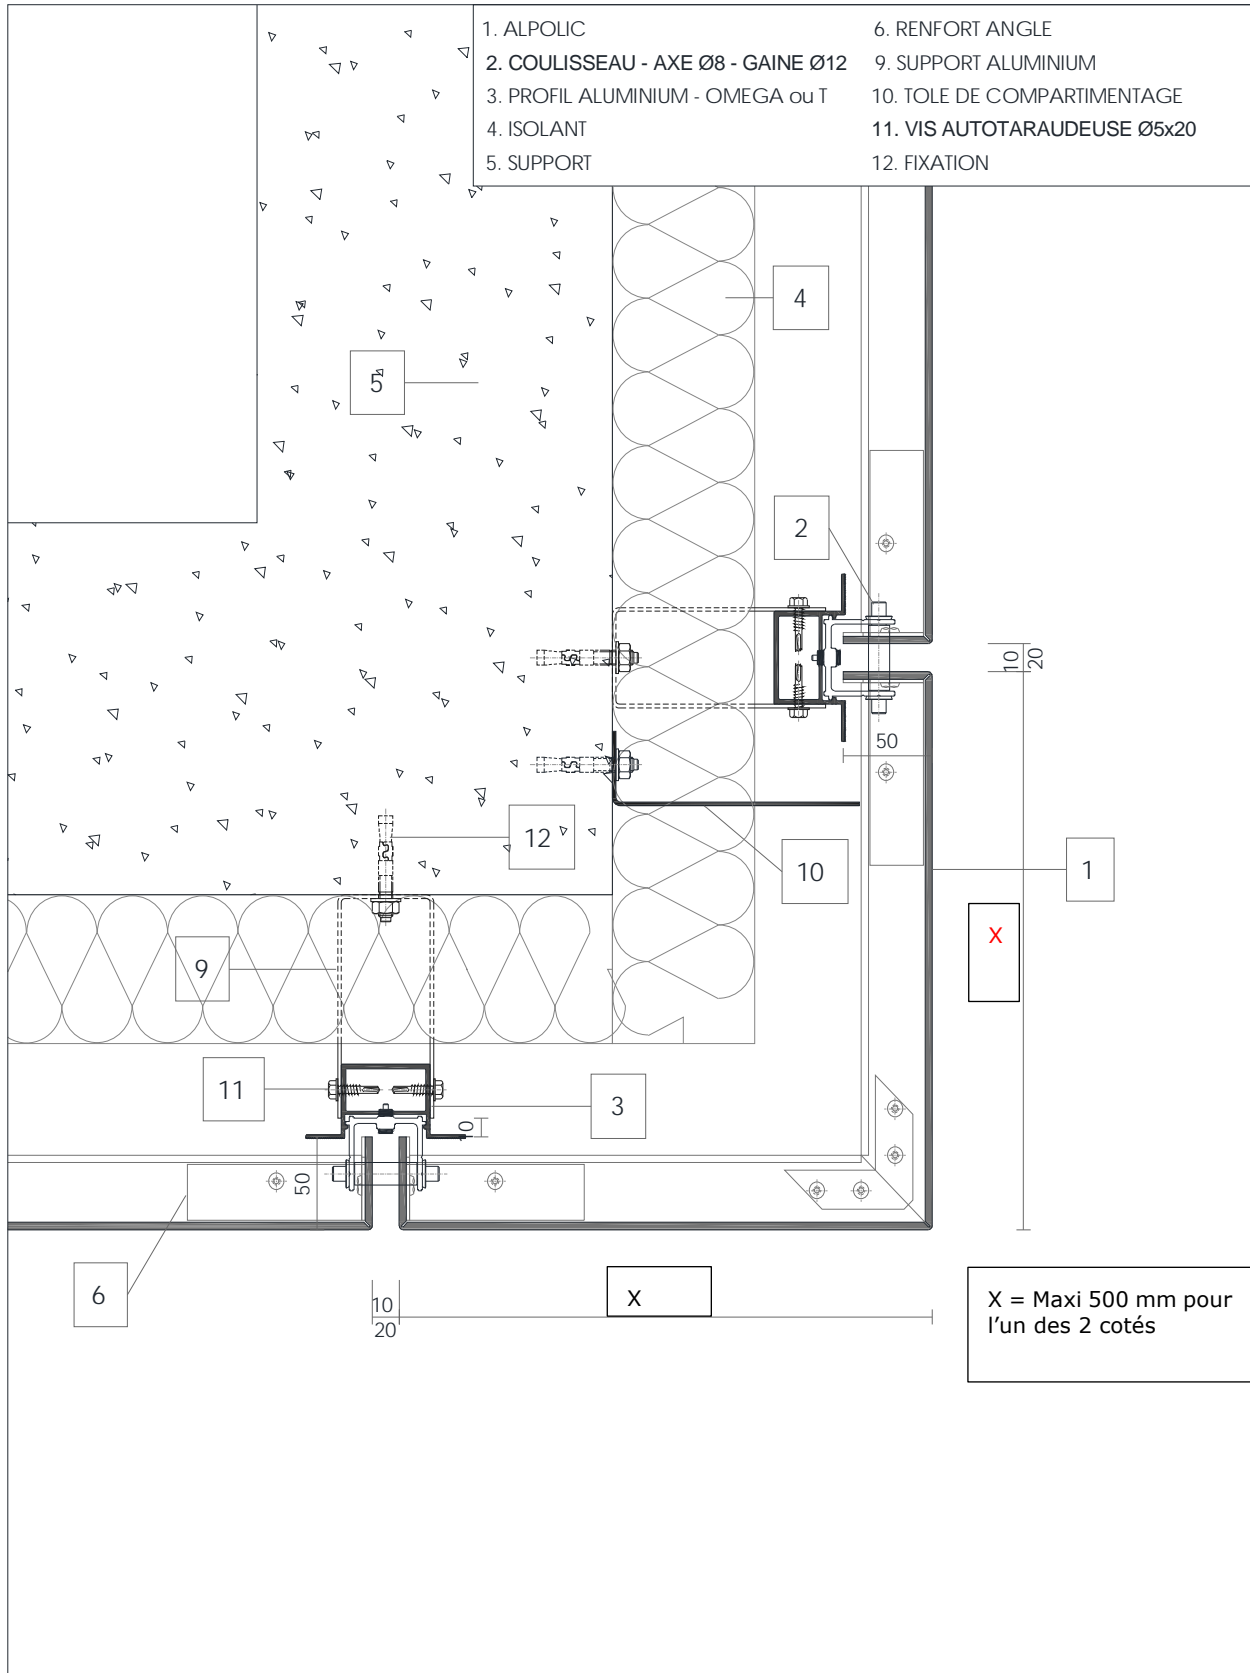 1. ALPOLIC
2. COULISSEAU - AXE Ø8 - GAINE Ø12
3. PROFIL ALUMINIUM - OMEGA ou T
4. ISOLANT
5. SUPPORT
6. RENFORT ANGLE
9. SUPPORT ALUMINIUM
10. TOLE DE COMPARTIMENTAGE
11. VIS AUTOTARAUDEUSE Ø5x20
12. FIXATION
4
5
2
10
20
50
12
10
1
X
9
11
3
50
6
10
20
X
X = Maxi 500 mm pour
l'un des 2 cotés